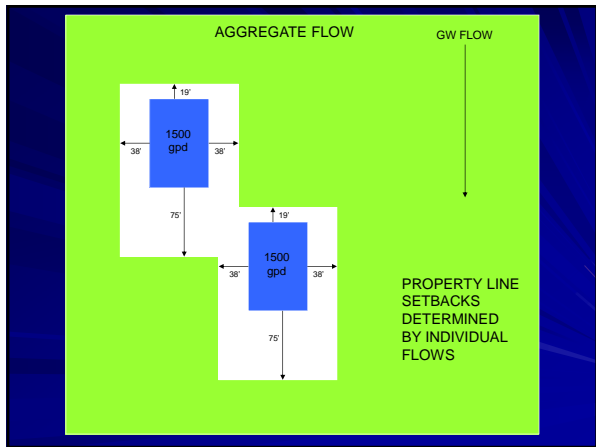 AGGREGATE FLOW
GW FLOW
19'
1500
gpd
38'
38'
75'
19'
1500
gpd
38'
38'
75'
PROPERTY LINE
SETBACKS
DETERMINED
BY INDIVIDUAL
FLOWS